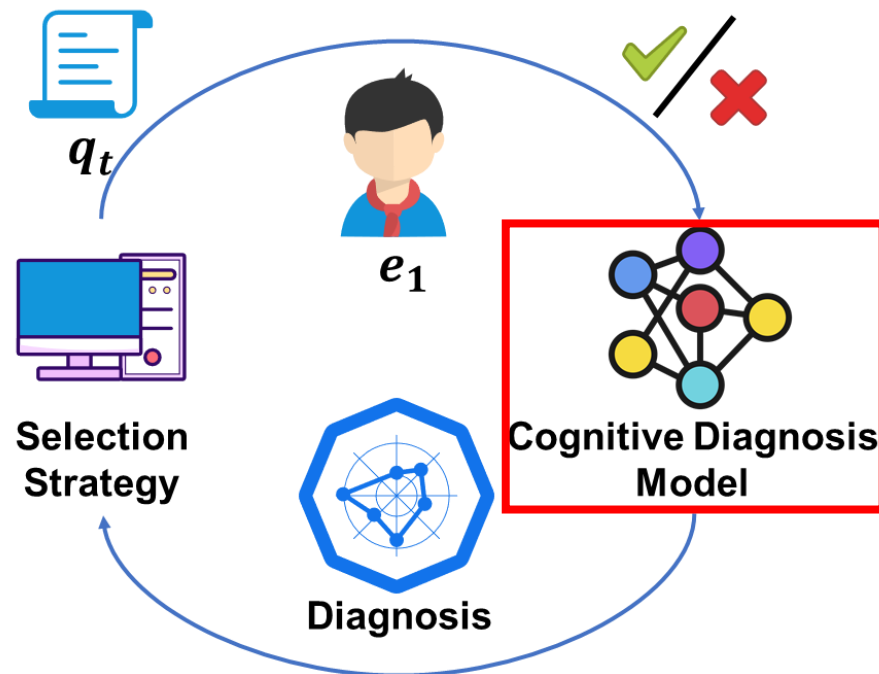 q_t
e_1
Selection
Strategy
Cognitive Diagnosis
Model
Diagnosis